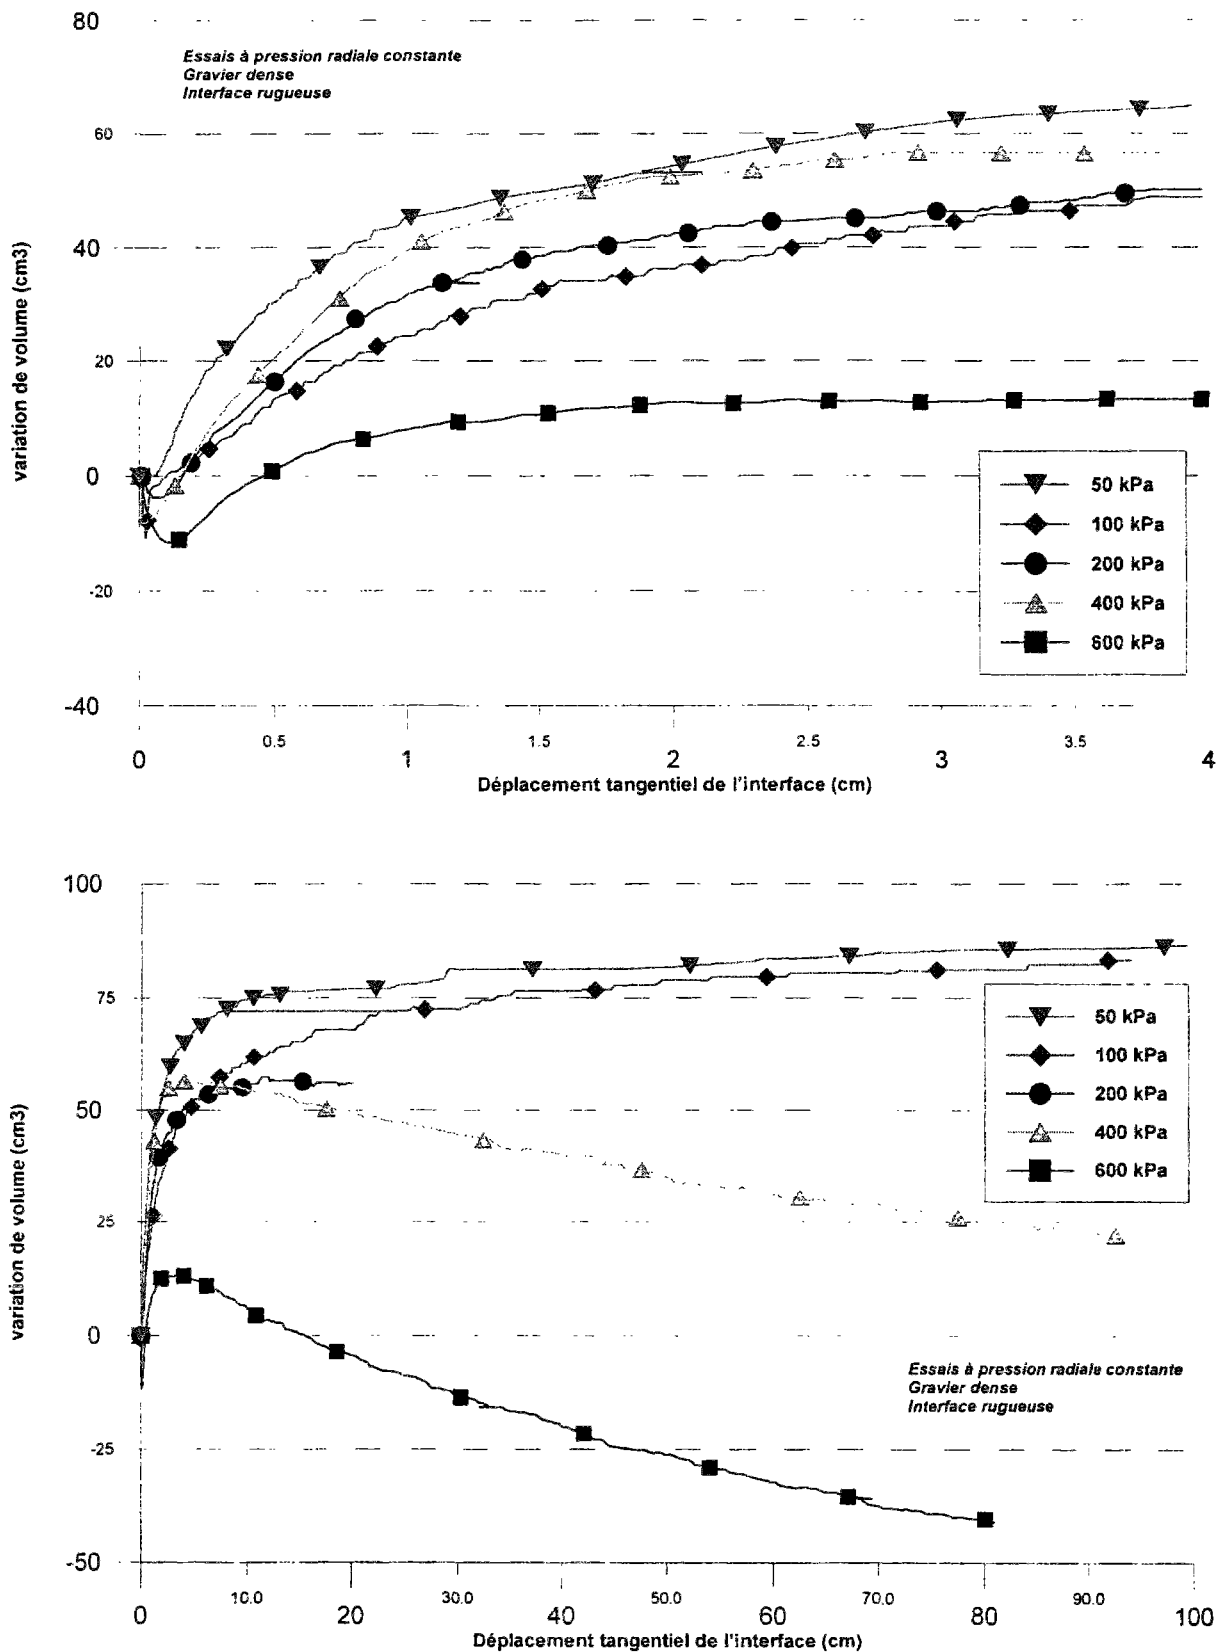 80
Essais à pression radiale constante
Gravier dense
Interface rugueuse
60
40
20
0
-20
-40
variation de volume (cm3)
50 kPa
100 kPa
200 kPa
400 kPa
600 kPa
0.5
1.5
2.5
3.5
0
1
2
3
4
Déplacement tangentiel de l'interface (cm)
100
75
50
25
0
-25
-50
variation de volume (cm3)
50 kPa
100 kPa
200 kPa
400 kPa
600 kPa
Essais à pression radiale constante
Gravier dense
Interface rugueuse
10.0
30.0
50.0
70.0
90.0
0
20
40
60
80
100
Déplacement tangentiel de l'interface (cm)